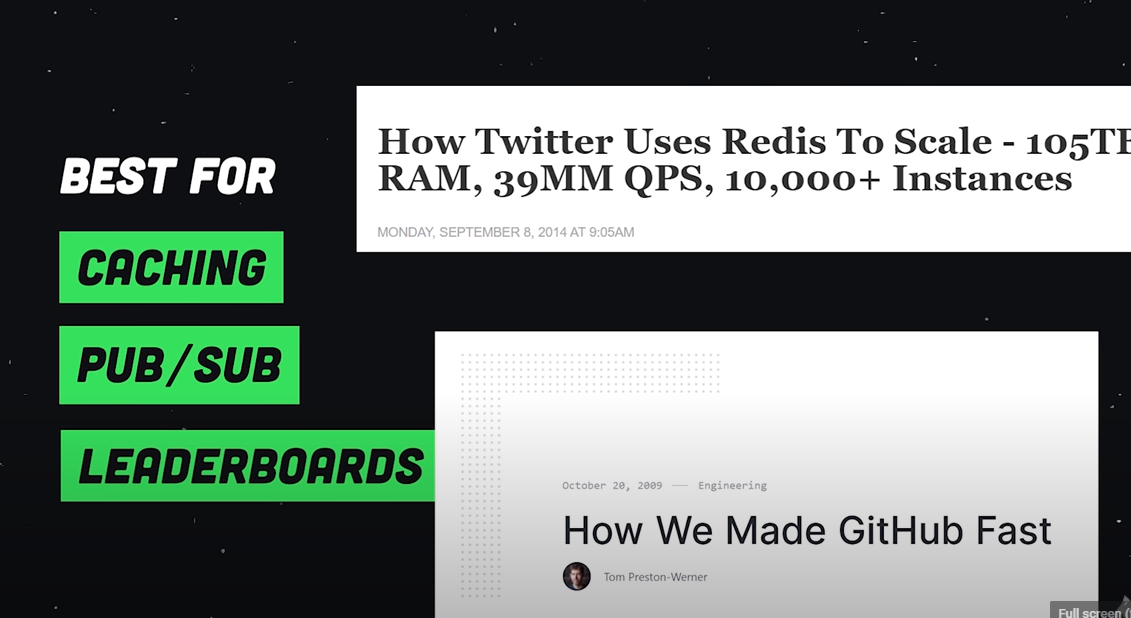 BEST FOR
CACHING
PUB/SUB
LEADERBOARDS
How Twitter Uses Redis To Scale - 105TB
RAM, 39MM QPS, 10,000+ Instances
MONDAY, SEPTEMBER 8, 2014 AT 9:05AM
October 20, 2009 — Engineering
How We Made GitHub Fast
Tom Preston-Werner
Full screen (